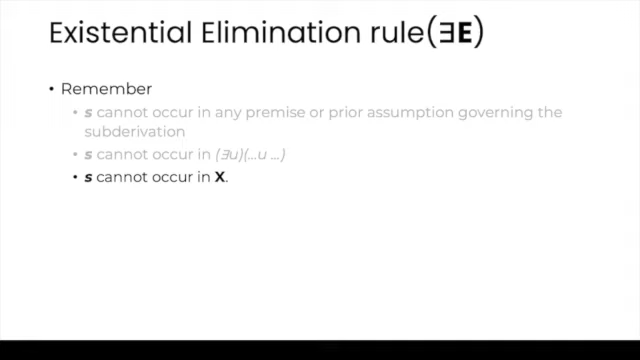 Existential Elimination rule(∃E)
• Remember
• s cannot occur in any premise or prior assumption governing the
subderivation
• s cannot occur in (∃u)(...u ...)
• s cannot occur in X.